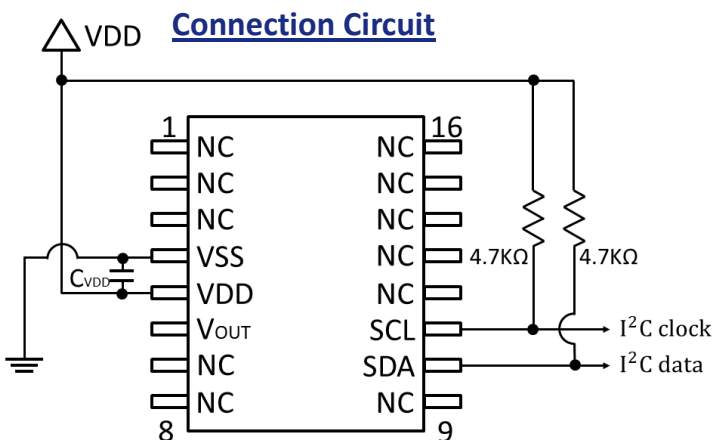 VDD
Connection Circuit
1 16
NC NC
NC NC
NC NC
VSS NC 4.7KΩ 4.7KΩ
CVDD
VDD NC
VOUT SCL I²C clock
NC SDA I²C data
NC NC
8 9